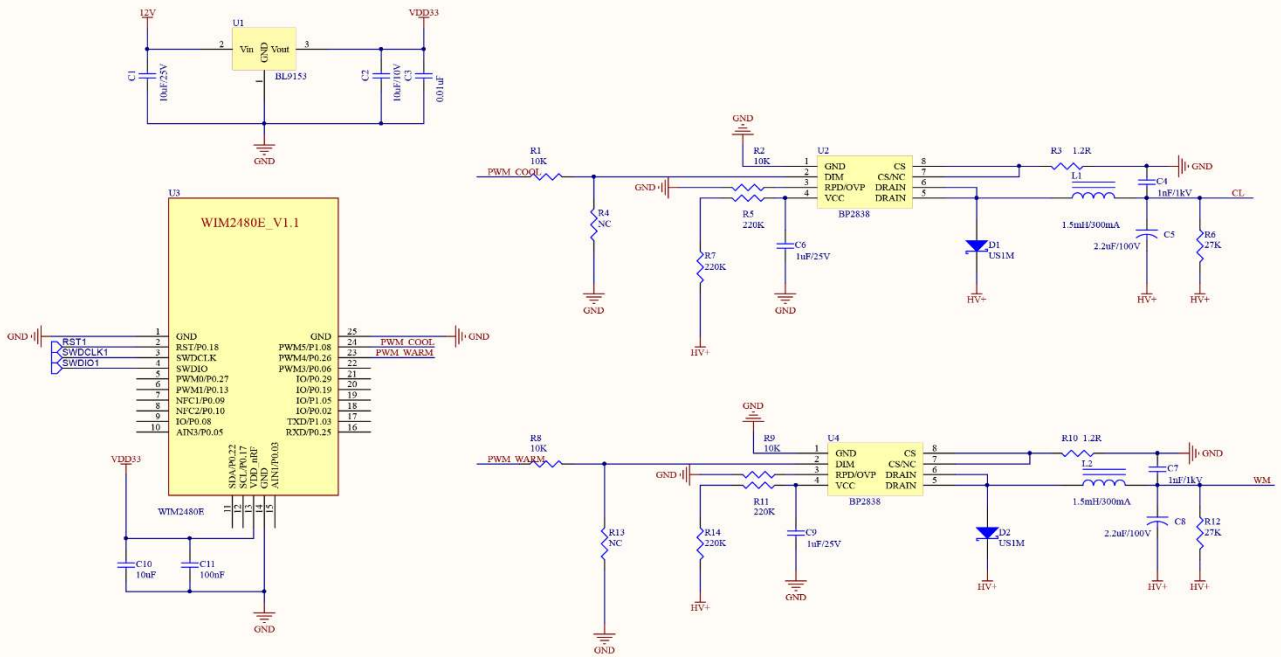 12V
VDD33
U1
2 Vin GND Vout 3
1
BL9153
C1
10uF/25V
C2
10uF/10V
C3
0.01uF
GND
U3
WIM2480E_V1.1
GND
1 GND
RST1 2 RST/P0.18
SWDCLK1 3 SWDCLK
SWDIO1 4 SWDIO
5 PWM0/P0.27
6 PWM1/P0.13
7 NFC1/P0.09
8 NFC2/P0.10
9 IO/P0.08
10 AIN3/P0.05
GND 25
PWM5/P1.08 24 PWM_COOL
PWM4/P0.26 23 PWM_WARM
PWM3/P0.06 22
IO/P0.29 21
IO/P0.19 20
IO/P1.05 19
IO/P0.02 18
TXD/P1.03 17
RXD/P0.25 16
GND
SDA/P0.22 11
SCL/P0.17 12
VDD_nRF 13
GND 14
AIN1/P0.03 15
WIM2480E
VDD33
C10
10uF
C11
100nF
GND
PWM_COOL
R1
10K
R4
NC
GND
GND
R2
10K
GND
R5
220K
R7
220K
HV+
C6
1uF/25V
GND
U2
1 GND CS 8
2 DIM CS/NC 7
3 RPD/OVP DRAIN 6
4 VCC DRAIN 5
BP2838
R3 1.2R
GND
L1
1.5mH/300mA
C4
1nF/1kV
CL
D1
US1M
HV+
C5
2.2uF/100V
HV+
R6
27K
HV+
PWM_WARM
R8
10K
R13
NC
GND
GND
R9
10K
GND
R11
220K
R14
220K
HV+
C9
1uF/25V
GND
U4
1 GND CS 8
2 DIM CS/NC 7
3 RPD/OVP DRAIN 6
4 VCC DRAIN 5
BP2838
R10 1.2R
GND
L2
1.5mH/300mA
C7
1nF/1kV
WM
D2
US1M
HV+
C8
2.2uF/100V
HV+
R12
27K
HV+